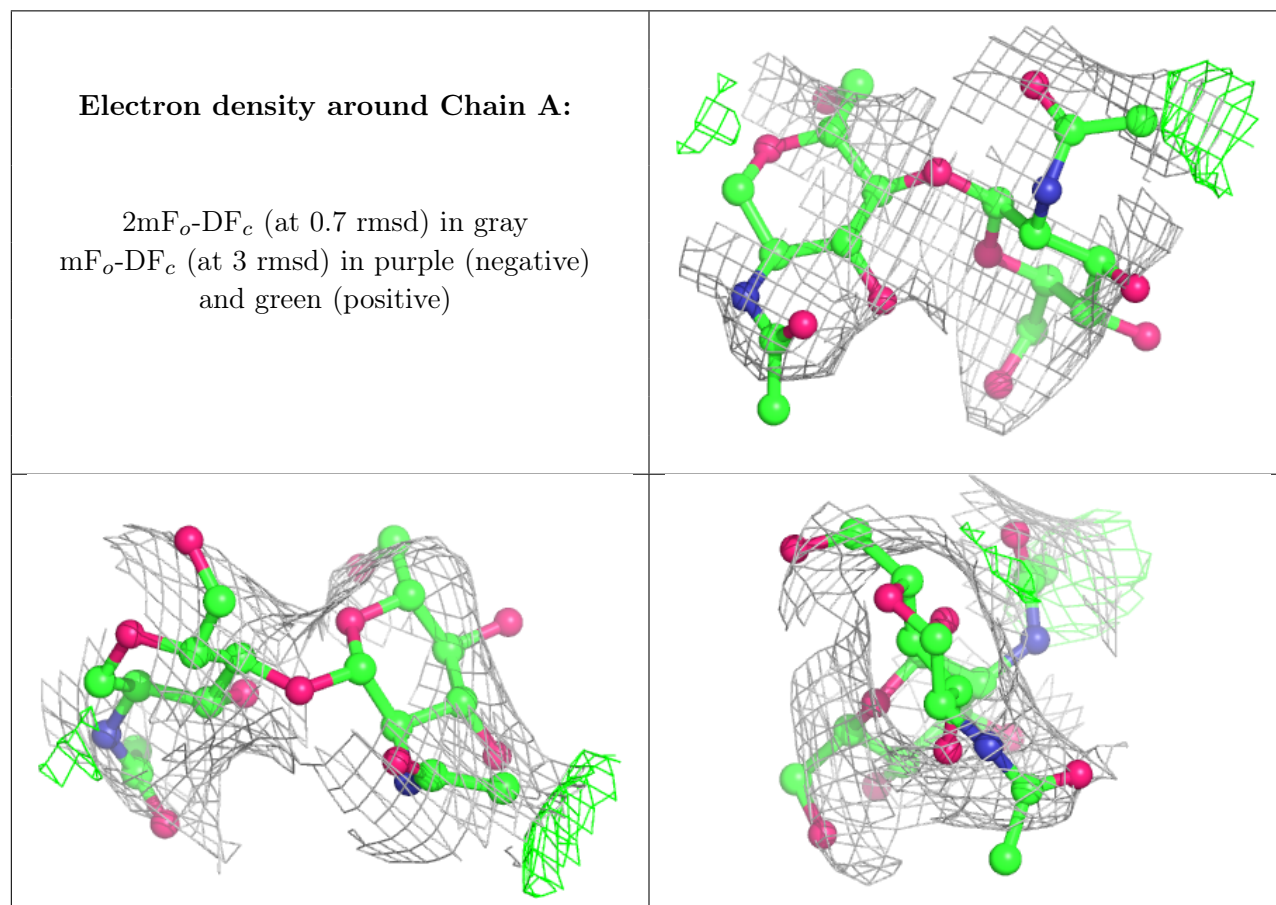 Electron density around Chain A:
2mFₒ-DF𝒸 (at 0.7 rmsd) in gray
mFₒ-DF𝒸 (at 3 rmsd) in purple (negative)
and green (positive)